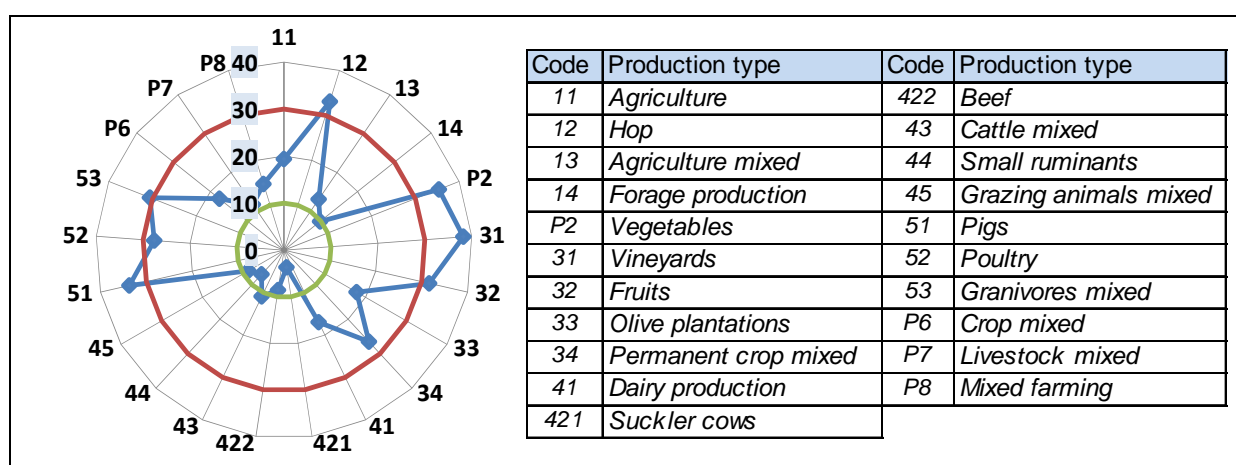 11
12
13
14
P2
31
32
33
34
41
421
422
43
44
45
51
52
53
P6
P7
P8
40
30
20
10
0
Code Production type Code Production type
11 Agriculture 422 Beef
12 Hop 43 Cattle mixed
13 Agriculture mixed 44 Small ruminants
14 Forage production 45 Grazing animals mixed
P2 Vegetables 51 Pigs
31 Vineyards 52 Poultry
32 Fruits 53 Granivores mixed
33 Olive plantations P6 Crop mixed
34 Permanent crop mixed P7 Livestock mixed
41 Dairy production P8 Mixed farming
421 Suckler cows